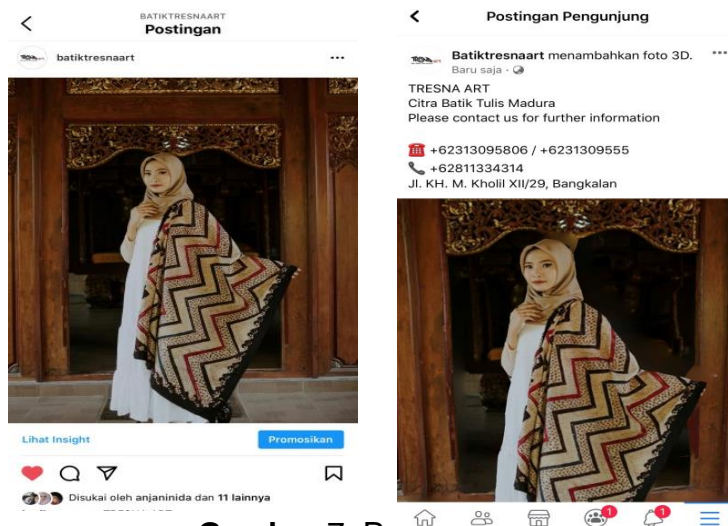 BATIKTRESNAART
Postingan
batiktresnaart
Lihat Insight
Promosikan
Disukai oleh anjaninida dan 11 lainnya
Postingan Pengunjung
Batiktresnaart menambahkan foto 3D.
Baru saja
TRESNA ART
Citra Batik Tulis Madura
Please contact us for further information
+62313095806 / +6231309555
+62811334314
Jl. KH. M. Kholil XII/29, Bangkalan
1
1